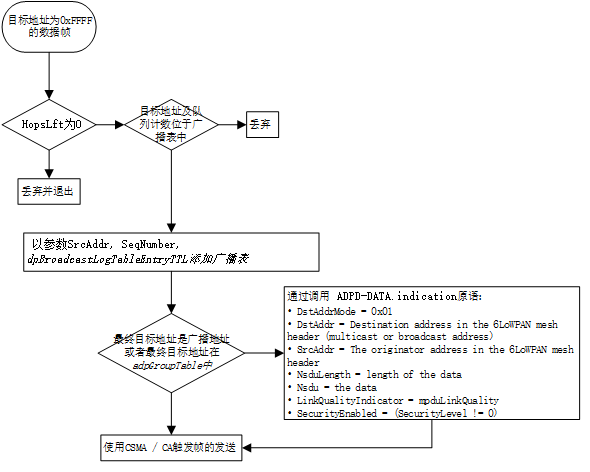 目标地址为0xFFFF
的数据帧
HopsLft为0
目标地址及队
列计数位于广
播表中
丢弃
丢弃并退出
以参数SrcAddr, SeqNumber,
dpBroadcastLogTableEntryTTL添加广播表
最终目标地址是广播地址
或者最终目标地址在
adpGroupTable中
通过调用 ADPD-DATA.indication原语:
• DstAddrMode = 0x01
• DstAddr = Destination address in the 6LoWPAN mesh
header (multicast or broadcast address)
• SrcAddr = The originator address in the 6LoWPAN mesh
header
• NsduLength = length of the data
• Nsdu = the data
• LinkQualityIndicator = mpduLinkQuality
• SecurityEnabled = (SecurityLevel != 0)
使用CSMA / CA触发帧的发送